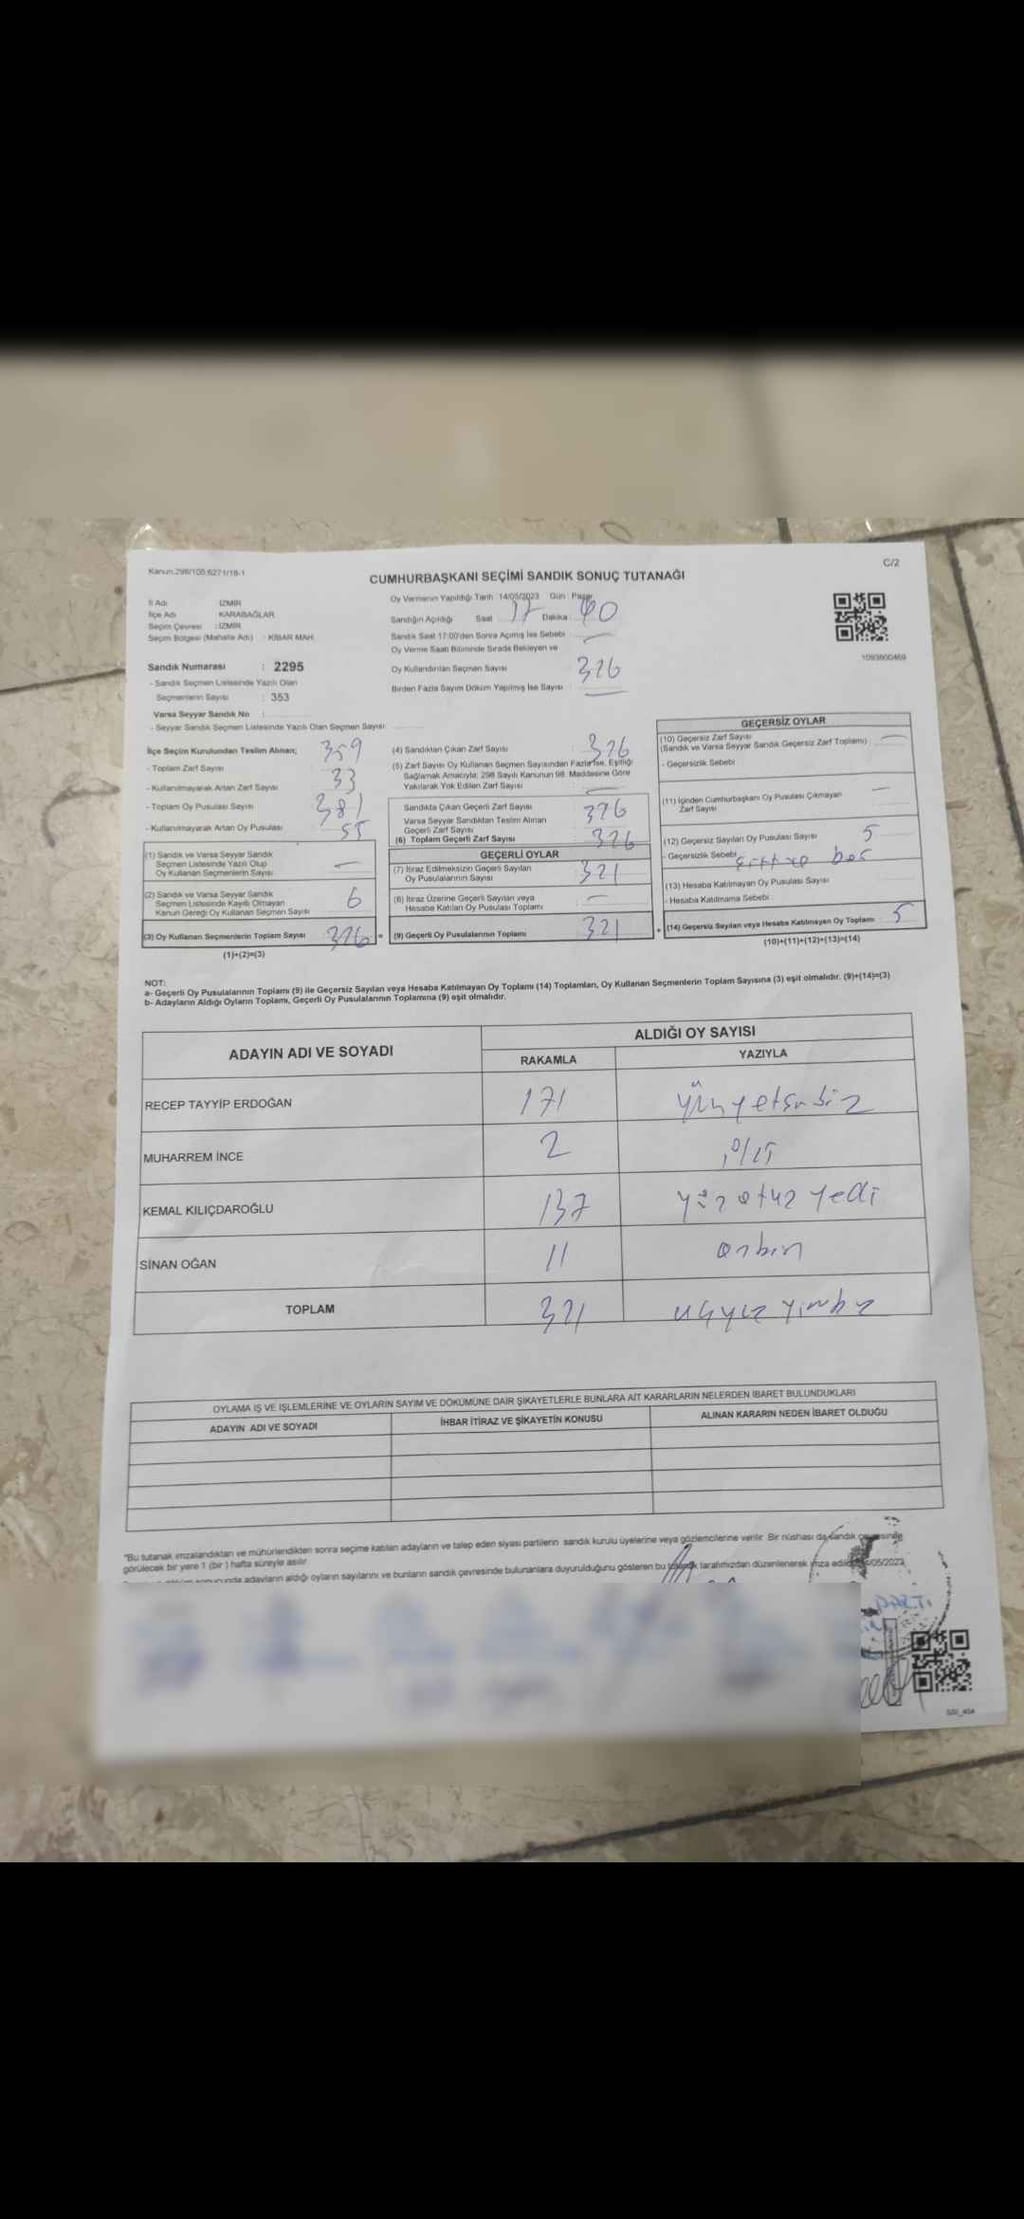 Kanun:298/105,6271/18-1
C/2
CUMHURBAŞKANI SEÇİMİ SANDIK SONUÇ TUTANAĞI
İl Adı : İZMİR
İlçe Adı : KARABAĞLAR
Seçim Çevresi : İZMİR
Seçim Bölgesi (Mahalle Adı) : KİBAR MAH.
Sandık Numarası : 2295
- Sandık Seçmen Listesinde Yazılı Olan
Seçmenlerin Sayısı : 353
Varsa Seyyar Sandık No :
- Seyyar Sandık Seçmen Listesinde Yazılı Olan Seçmen Sayısı
Oy Vermenin Yapıldığı Tarih 14/05/2023 Gün : Pazar
Sandığın Açıldığı Saat 17 Dakika : 40
Sandık Saat 17:00'den Sonra Açılmış İse Sebebi
Oy Verme Saati Bitiminde Sırada Bekleyen ve
Oy Kullandırılan Seçmen Sayısı 326
Birden Fazla Sayım Döküm Yapılmış İse Sayısı
1093600469
İlçe Seçim Kurulundan Teslim Alınan;
- Toplam Zarf Sayısı 359
- Kullanılmayarak Artan Zarf Sayısı 33
- Toplam Oy Pusulası Sayısı 381
- Kullanılmayarak Artan Oy Pusulası 55
(1) Sandık ve Varsa Seyyar Sandık
Seçmen Listesinde Yazılı Olup
Oy Kullanan Seçmenlerin Sayısı —
(2) Sandık ve Varsa Seyyar Sandık
Seçmen Listesinde Kayıtlı Olmayan
Kanun Gereği Oy Kullanan Seçmen Sayısı 6
(3) Oy Kullanan Seçmenlerin Toplam Sayısı 326 =
(1)+(2)=(3)
(4) Sandıktan Çıkan Zarf Sayısı 326
(5) Zarf Sayısı Oy Kullanan Seçmen Sayısından Fazla İse, Eşitliği
Sağlamak Amacıyla; 298 Sayılı Kanunun 98. Maddesine Göre
Yakılarak Yok Edilen Zarf Sayısı —
Sandıkta Çıkan Geçerli Zarf Sayısı 326
Varsa Seyyar Sandıktan Teslim Alınan
Geçerli Zarf Sayısı
(6) Toplam Geçerli Zarf Sayısı 326
GEÇERLİ OYLAR
(7) İtiraz Edilmeksizin Geçerli Sayılan
Oy Pusulalarının Sayısı 321
(8) İtiraz Üzerine Geçerli Sayılan veya
Hesaba Katılan Oy Pusulası Toplamı —
(9) Geçerli Oy Pusulalarının Toplamı 321 +
GEÇERSİZ OYLAR
(10) Geçersiz Zarf Sayısı
(Sandık ve Varsa Seyyar Sandık Geçersiz Zarf Toplamı) —
- Geçersizlik Sebebi
(11) İçinden Cumhurbaşkanı Oy Pusulası Çıkmayan
Zarf Sayısı —
(12) Geçersiz Sayılan Oy Pusulası Sayısı 5
- Geçersizlik Sebebi
(13) Hesaba Katılmayan Oy Pusulası Sayısı
- Hesaba Katılmama Sebebi
(14) Geçersiz Sayılan veya Hesaba Katılmayan Oy Toplamı 5
(10)+(11)+(12)+(13)=(14)
NOT:
a- Geçerli Oy Pusulalarının Toplamı (9) ile Geçersiz Sayılan veya Hesaba Katılmayan Oy Toplamı (14) Toplamları, Oy Kullanan Seçmenlerin Toplam Sayısına (3) eşit olmalıdır. (9)+(14)=(3)
b- Adayların Aldığı Oyların Toplamı, Geçerli Oy Pusulalarının Toplamına (9) eşit olmalıdır.
ADAYIN ADI VE SOYADI
ALDIĞI OY SAYISI
RAKAMLA YAZIYLA
RECEP TAYYİP ERDOĞAN 171
MUHARREM İNCE 2
KEMAL KILIÇDAROĞLU 137 yüz otuz yedi
SİNAN OĞAN 11 onbir
TOPLAM 321
OYLAMA İŞ VE İŞLEMLERİNE VE OYLARIN SAYIM VE DÖKÜMÜNE DAİR ŞİKAYETLERLE BUNLARA AİT KARARLARIN NELERDEN İBARET BULUNDUKLARI
ADAYIN ADI VE SOYADI İHBAR İTİRAZ VE ŞİKAYETİN KONUSU ALINAN KARARIN NEDEN İBARET OLDUĞU
"Bu tutanak imzalandıktan ve mühürlendikten sonra seçime katılan adayların ve talep eden siyasi partilerin sandık kurulu üyelerine veya gözlemcilerine verilir. Bir nüshası da sandık çevresinde
görülecek bir yere 1 (bir ) hafta süreyle asılır.
adayların aldığı oyların sayılarını ve bunların sandık çevresinde bulunanlara duyurulduğunu gösteren bu tarafımızdan düzenlenerek imza
PARTİ